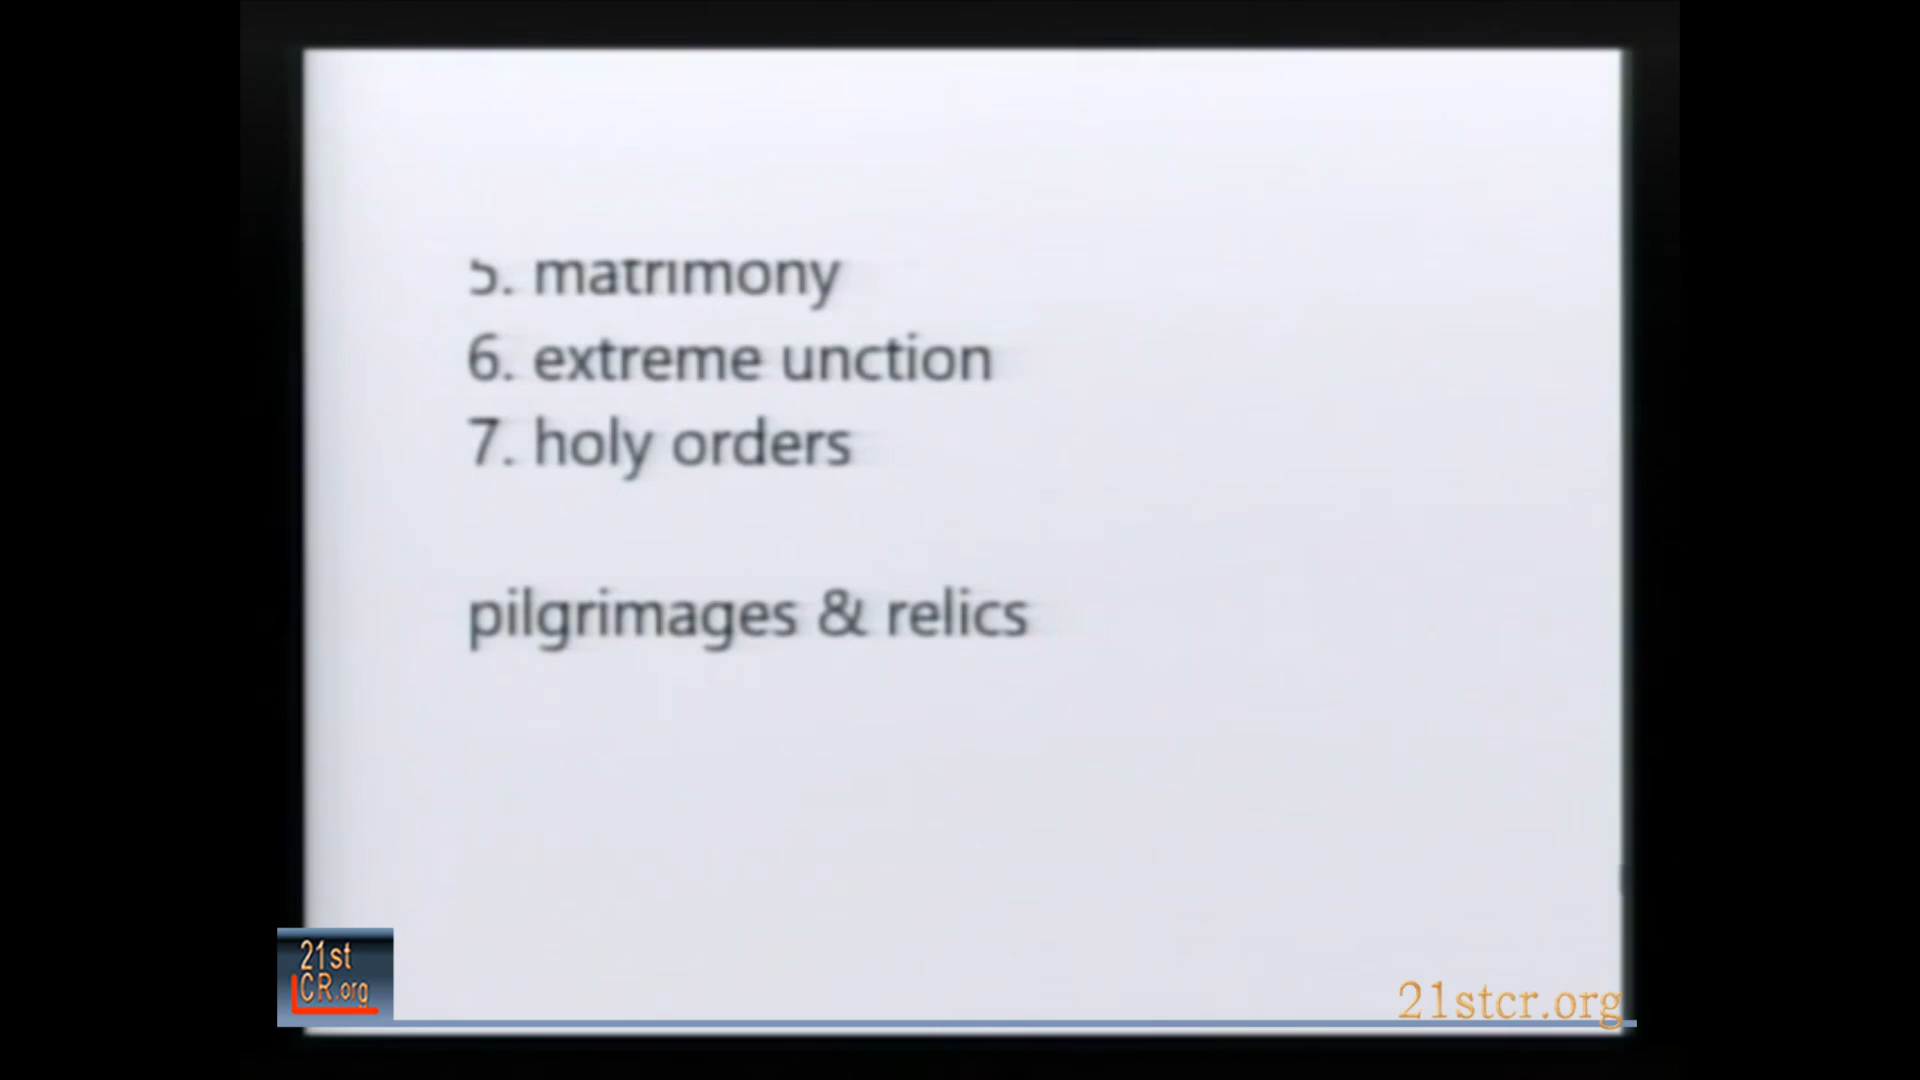 5. matrimony
6. extreme unction
7. holy orders
pilgrimages & relics
21st
CR.org
21stcr.org